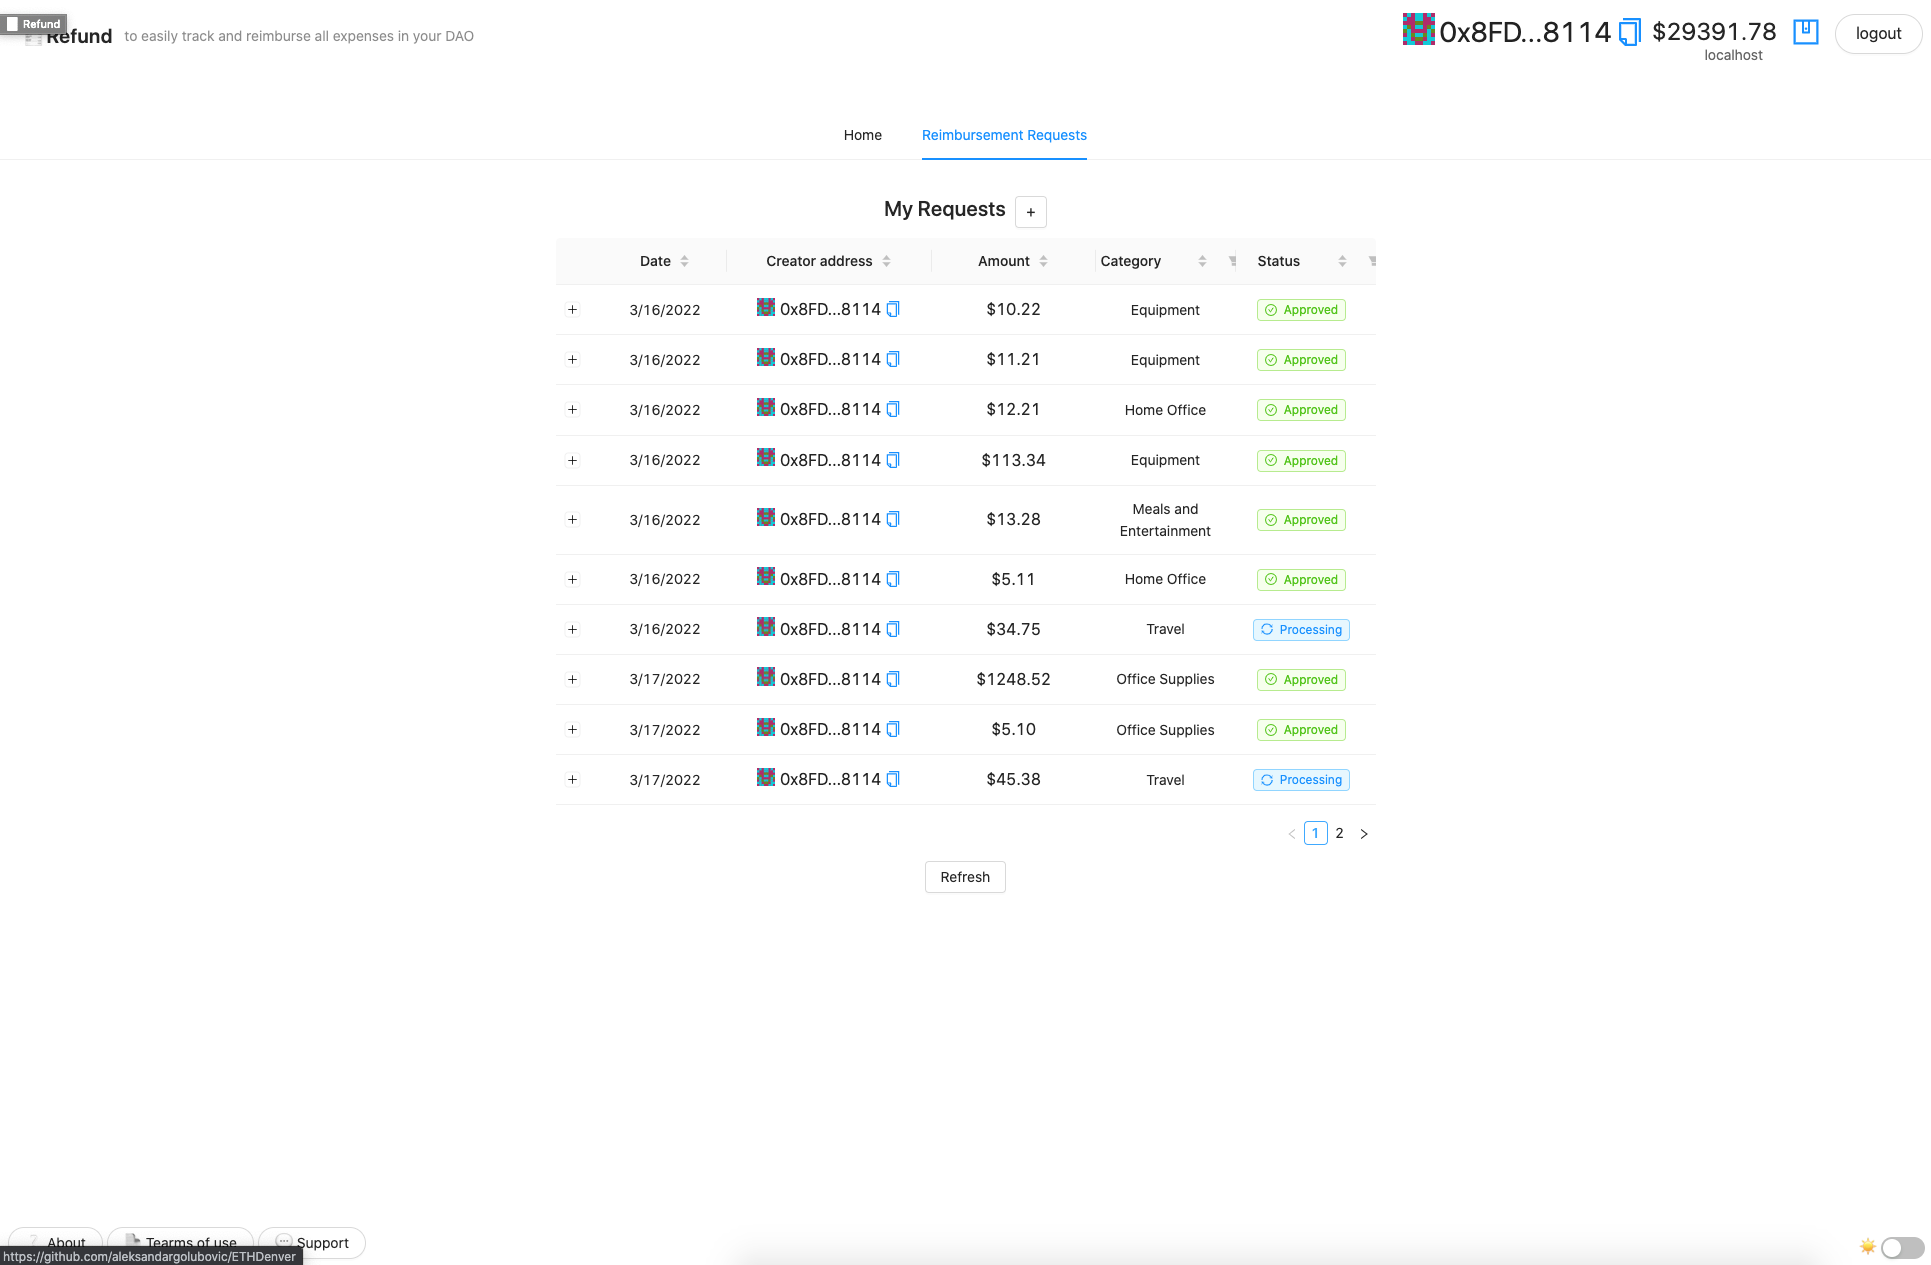 Refund
Refund to easily track and reimburse all expenses in your DAO
0x8FD...8114 $29391.78 logout
localhost
Home Reimbursement Requests
My Requests +
Date Creator address Amount Category Status
+ 3/16/2022 0x8FD...8114 $10.22 Equipment Approved
+ 3/16/2022 0x8FD...8114 $11.21 Equipment Approved
+ 3/16/2022 0x8FD...8114 $12.21 Home Office Approved
+ 3/16/2022 0x8FD...8114 $113.34 Equipment Approved
+ 3/16/2022 0x8FD...8114 $13.28 Meals and
Entertainment Approved
+ 3/16/2022 0x8FD...8114 $5.11 Home Office Approved
+ 3/16/2022 0x8FD...8114 $34.75 Travel Processing
+ 3/17/2022 0x8FD...8114 $1248.52 Office Supplies Approved
+ 3/17/2022 0x8FD...8114 $5.10 Office Supplies Approved
+ 3/17/2022 0x8FD...8114 $45.38 Travel Processing
< 1 2 >
Refresh
About Tearms of use Support
https://github.com/aleksandargolubovic/ETHDenver